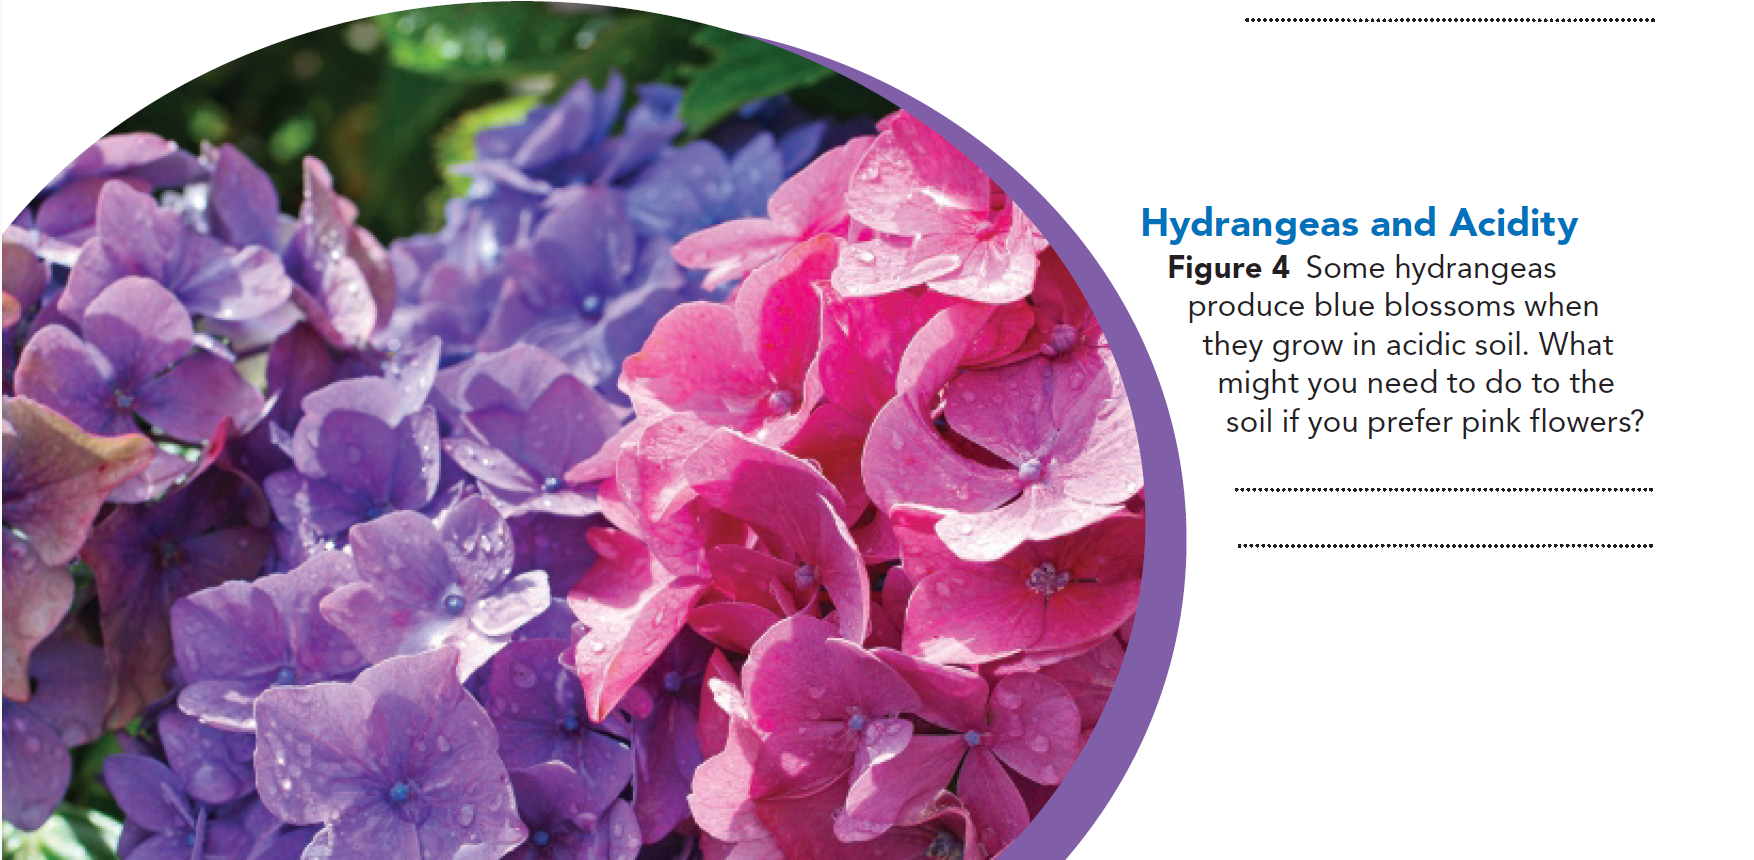 Hydrangeas and Acidity
Figure 4 Some hydrangeas
produce blue blossoms when
they grow in acidic soil. What
might you need to do to the
soil if you prefer pink flowers?